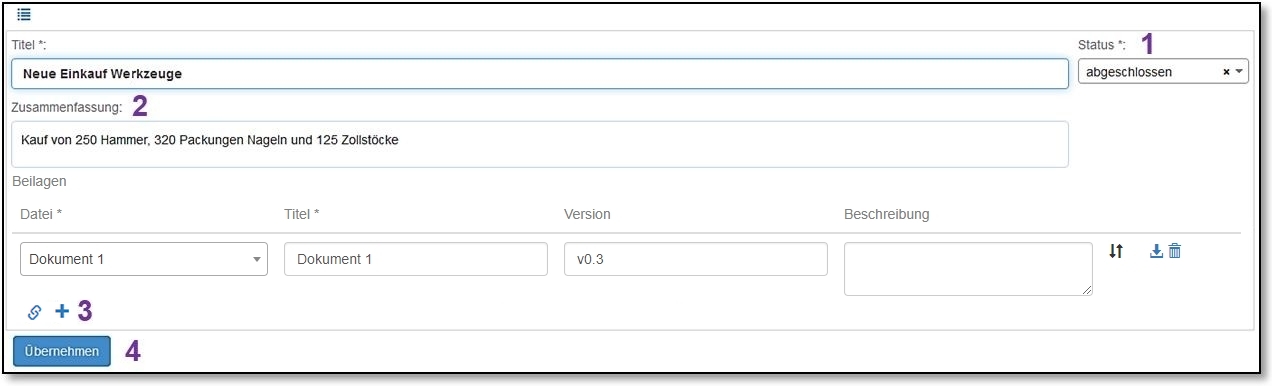 Titel *:
Status *: 1
Neue Einkauf Werkzeuge
abgeschlossen ×
Zusammenfassung: 2
Kauf von 250 Hammer, 320 Packungen Nageln und 125 Zollstöcke
Beilagen
Datei * Titel * Version Beschreibung
Dokument 1 Dokument 1 v0.3
3
Übernehmen 4